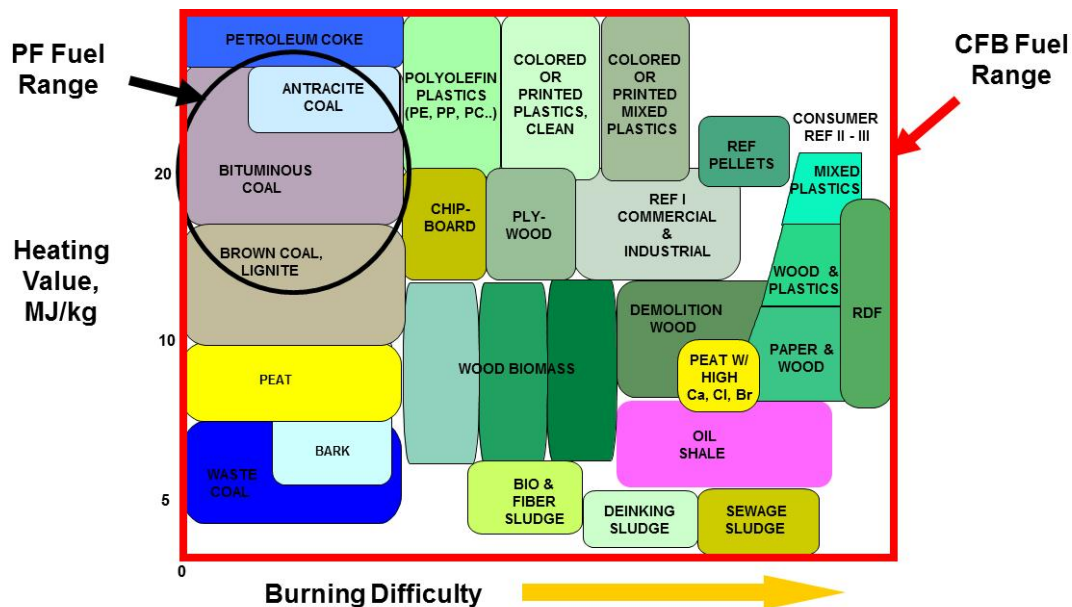 PF Fuel
Range
CFB Fuel
Range
PETROLEUM COKE
ANTRACITE
COAL
POLYOLEFIN
PLASTICS
(PE, PP, PC..)
COLORED
OR
PRINTED
PLASTICS,
CLEAN
COLORED
OR
PRINTED
MIXED
PLASTICS
REF
PELLETS
CONSUMER
REF II - III
MIXED
PLASTICS
20
BITUMINOUS
COAL
CHIP-
BOARD
PLY-
WOOD
REF I
COMMERCIAL
&
INDUSTRIAL
Heating
Value,
MJ/kg
BROWN COAL,
LIGNITE
WOOD &
PLASTICS
RDF
DEMOLITION
WOOD
10
WOOD BIOMASS
PEAT W/
HIGH
Ca, Cl, Br
PAPER &
WOOD
PEAT
BARK
OIL
SHALE
WASTE
COAL
5
BIO &
FIBER
SLUDGE
DEINKING
SLUDGE
SEWAGE
SLUDGE
0
Burning Difficulty